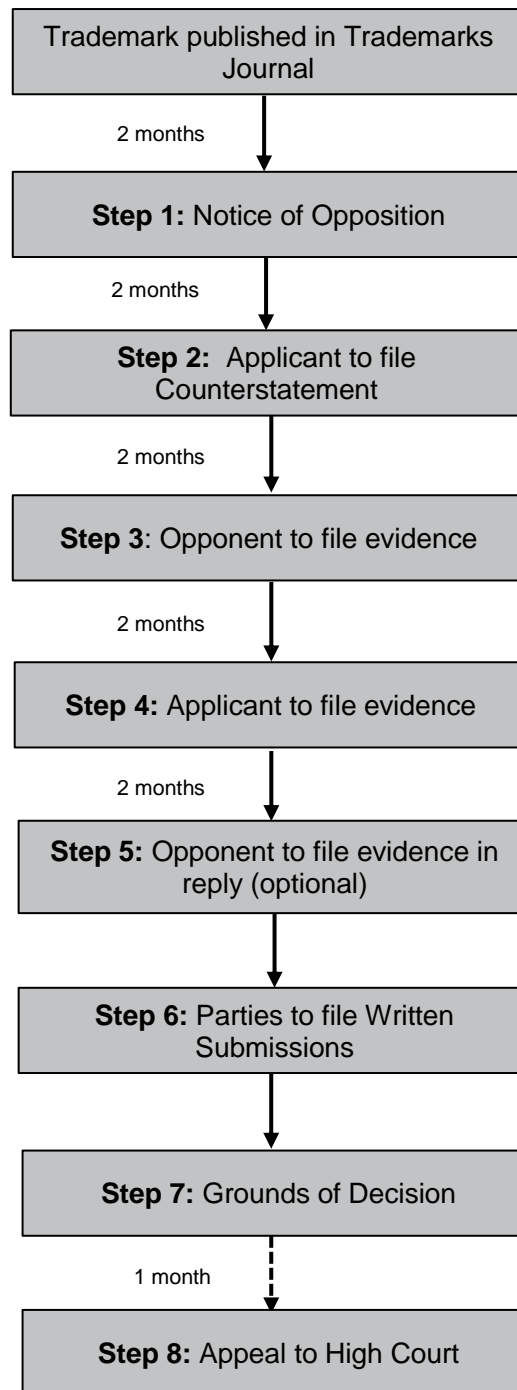 Trademark published in Trademarks
Journal
2 months
Step 1: Notice of Opposition
2 months
Step 2: Applicant to file
Counterstatement
2 months
Step 3: Opponent to file evidence
2 months
Step 4: Applicant to file evidence
2 months
Step 5: Opponent to file evidence in
reply (optional)
Step 6: Parties to file Written
Submissions
Step 7: Grounds of Decision
1 month
Step 8: Appeal to High Court